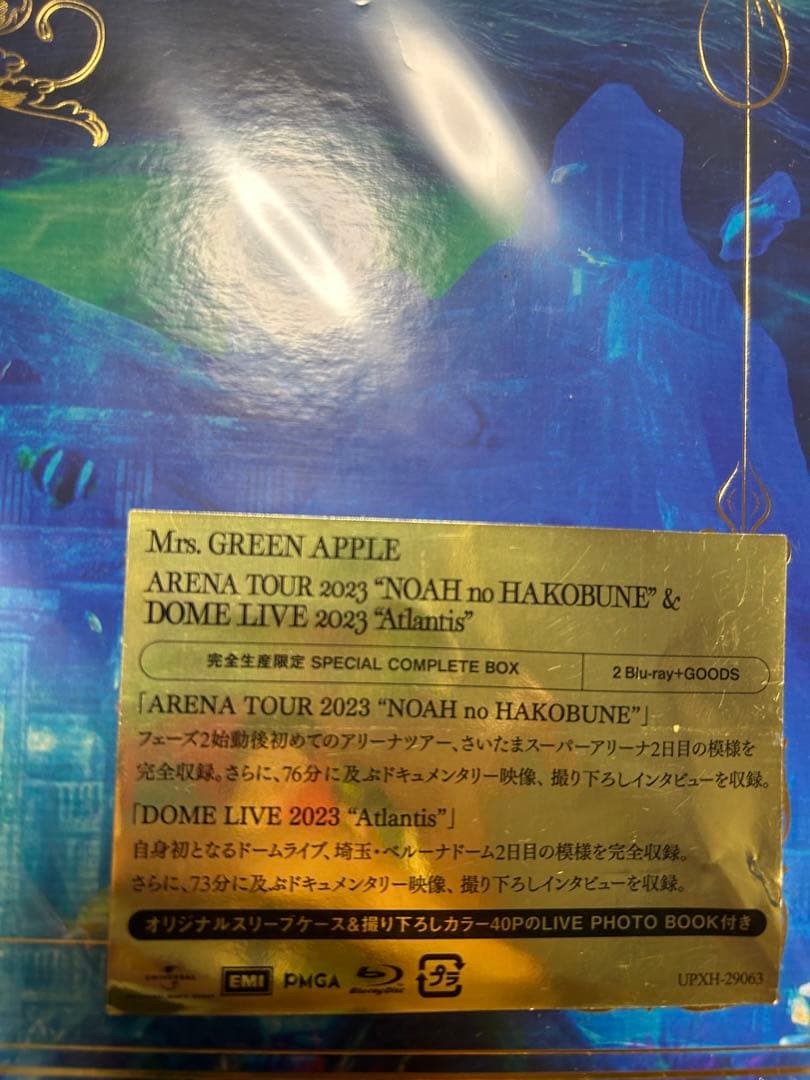 Mrs. GREEN APPLE
ARENA TOUR 2023 “NOAH no HAKOBUNE” &
DOME LIVE 2023 “Atlantis”
完全生産限定 SPECIAL COMPLETE BOX
2 Blu-ray+GOODS
「ARENA TOUR 2023 “NOAH no HAKOBUNE”」
フェーズ2始動後初めてのアリーナツアー、さいたまスーパーアリーナ2日目の模様を
完全収録。さらに、76分に及ぶドキュメンタリー映像、撮り下ろしインタビューを収録。
「DOME LIVE 2023 “Atlantis”」
自身初となるドームライブ、埼玉・ベルーナドーム2日目の模様を完全収録。
さらに、73分に及ぶドキュメンタリー映像、撮り下ろしインタビューを収録。
オリジナルスリーブケース&撮り下ろしカラー40PのLIVE PHOTO BOOK付き
UNIVERSAL
EMI
PMGA
Blu-ray Disc
プラ
UPXH-29063